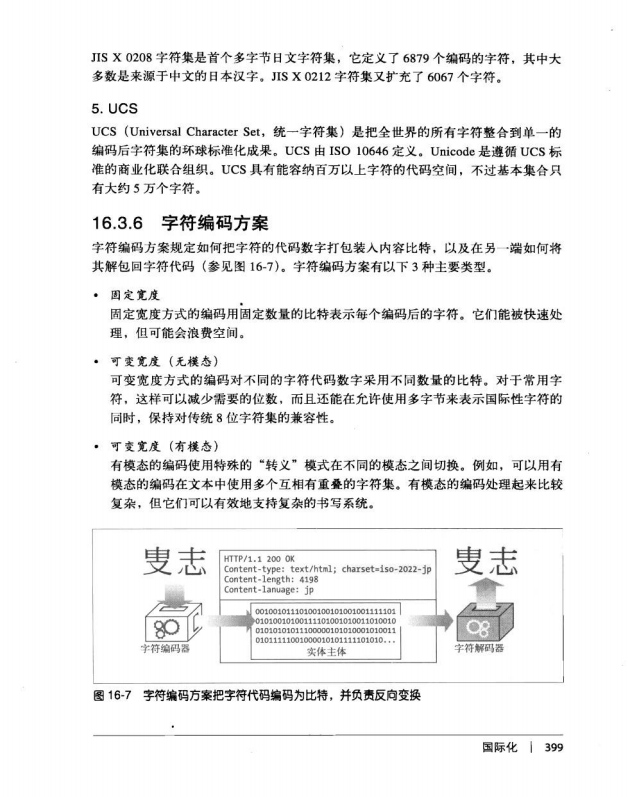 JIS X 0208 字符集是首个多字节日文字符集，它定义了 6879 个编码的字符，其中大
多数是来源于中文的日本汉字。JIS X 0212 字符集又扩充了 6067 个字符。
5. UCS
UCS（Universal Character Set，统一字符集）是把全世界的所有字符整合到单一的
编码后字符集的环球标准化成果。UCS 由 ISO 10646 定义。Unicode 是遵循 UCS 标
准的商业化联合组织。UCS 具有能容纳百万以上字符的代码空间，不过基本集合只
有大约 5 万个字符。
16.3.6 字符编码方案
字符编码方案规定如何把字符的代码数字打包装入内容比特，以及在另一端如何将
其解包回字符代码（参见图 16-7）。字符编码方案有以下 3 种主要类型。
• 固定宽度
固定宽度方式的编码用固定数量的比特表示每个编码后的字符。它们能被快速处
理，但可能会浪费空间。
• 可变宽度（无模态）
可变宽度方式的编码对不同的字符代码数字采用不同数量的比特。对于常用字
符，这样可以减少需要的位数，而且还能在允许使用多字节来表示国际性字符的
同时，保持对传统 8 位字符集的兼容性。
• 可变宽度（有模态）
有模态的编码使用特殊的“转义”模式在不同的模态之间切换。例如，可以用有
模态的编码在文本中使用多个互相有重叠的字符集。有模态的编码处理起来比较
复杂，但它们可以有效地支持复杂的书写系统。
志
HTTP/1.1 200 OK
Content-type: text/html; charset=iso-2022-jp
Content-length: 4198
Content-lanuage: jp
志
字符编码器
实体主体
字符解码器
图 16-7 字符编码方案把字符代码编码为比特，并负责反向变换
国际化 | 399